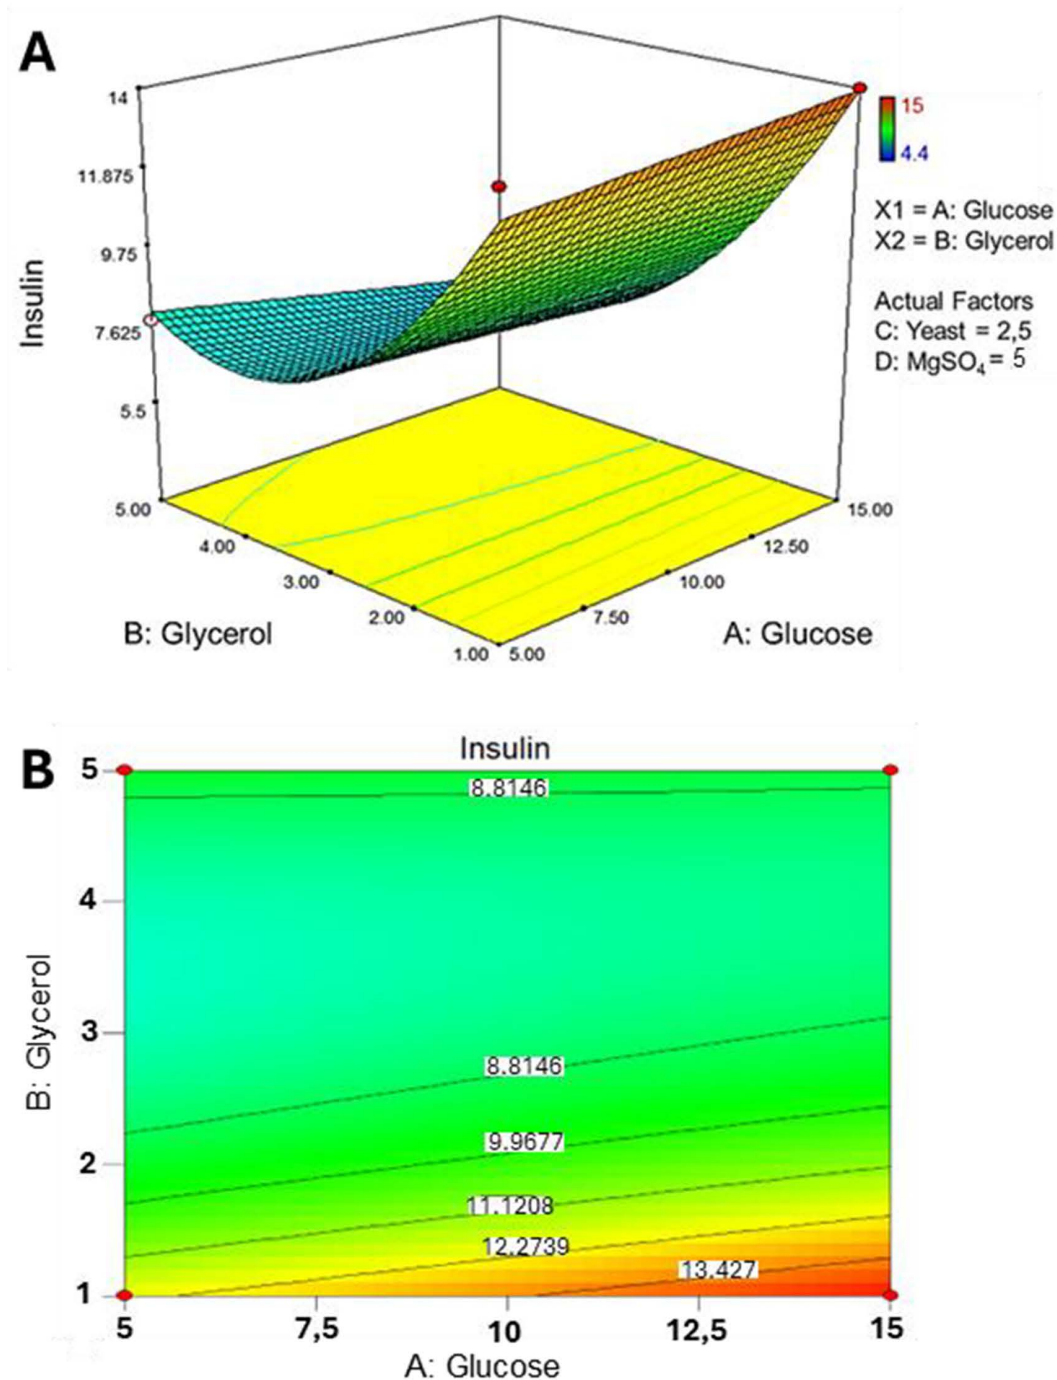 A
14
11.875
9.75
7.625
5.5
Insulin
15
4.4
X1 = A: Glucose
X2 = B: Glycerol
Actual Factors
C: Yeast = 2,5
D: MgSO₄ = 5
5.00
4.00
3.00
2.00
1.00
B: Glycerol
5.00
7.50
10.00
12.50
15.00
A: Glucose
B
Insulin
5
4
3
2
1
B: Glycerol
8.8146
8.8146
9.9677
11.1208
12.2739
13.427
5
7,5
10
12,5
15
A: Glucose